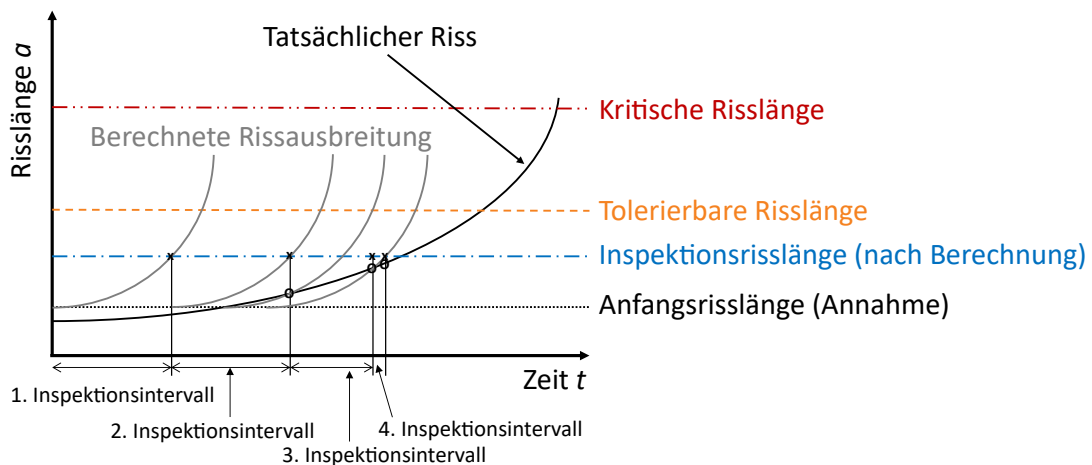 Risslänge a
Tatsächlicher Riss
Kritische Risslänge
Berechnete Rissausbreitung
Tolerierbare Risslänge
Inspektionsrisslänge (nach Berechnung)
Anfangsrisslänge (Annahme)
Zeit t
1. Inspektionsintervall
2. Inspektionsintervall
4. Inspektionsintervall
3. Inspektionsintervall